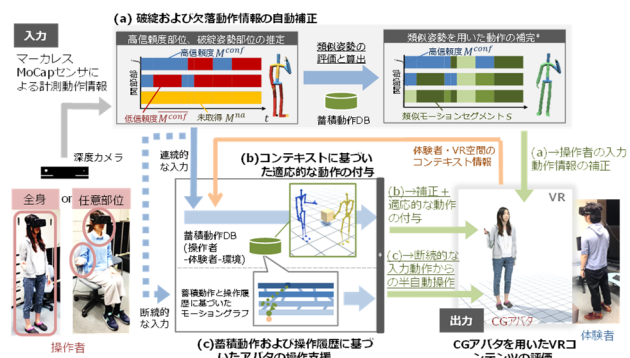 (a) 破綻および欠落動作情報の自動補正
入力
マーカレス
MoCapセンサに
よる計測動作情報
高信頼度部位、破綻姿勢部位の推定
高信頼度 M^conf
関節部
低信頼度 M^conf
未取得 M^na
t
類似姿勢の
評価と算出
蓄積動作DB
類似姿勢を用いた動作の補完*
高信頼度 M^conf
関節部
類似モーションセグメント S
深度カメラ
全身 or 任意部位
操作者
連続的
な入力
断続的
な入力
(b)コンテキストに基づい
た適応的な動作の付与
蓄積動作DB
(操作者
-体験者-環境)
蓄積動作と操作履
歴に基づいた
モーショングラフ
(c)蓄積動作および操作履歴に基づ
いたアバタの操作支援
体験者・VR空間の
コンテキスト情報
(a)→操作者の入力
動作情報の補正
(b)→補正＋
適応的な動作
の付与
(c)→断続的な
入力動作から
の半自動操作
VR
CGアバタ
出力
体験者
CGアバタを用いたVRコ
ンテンツの評価